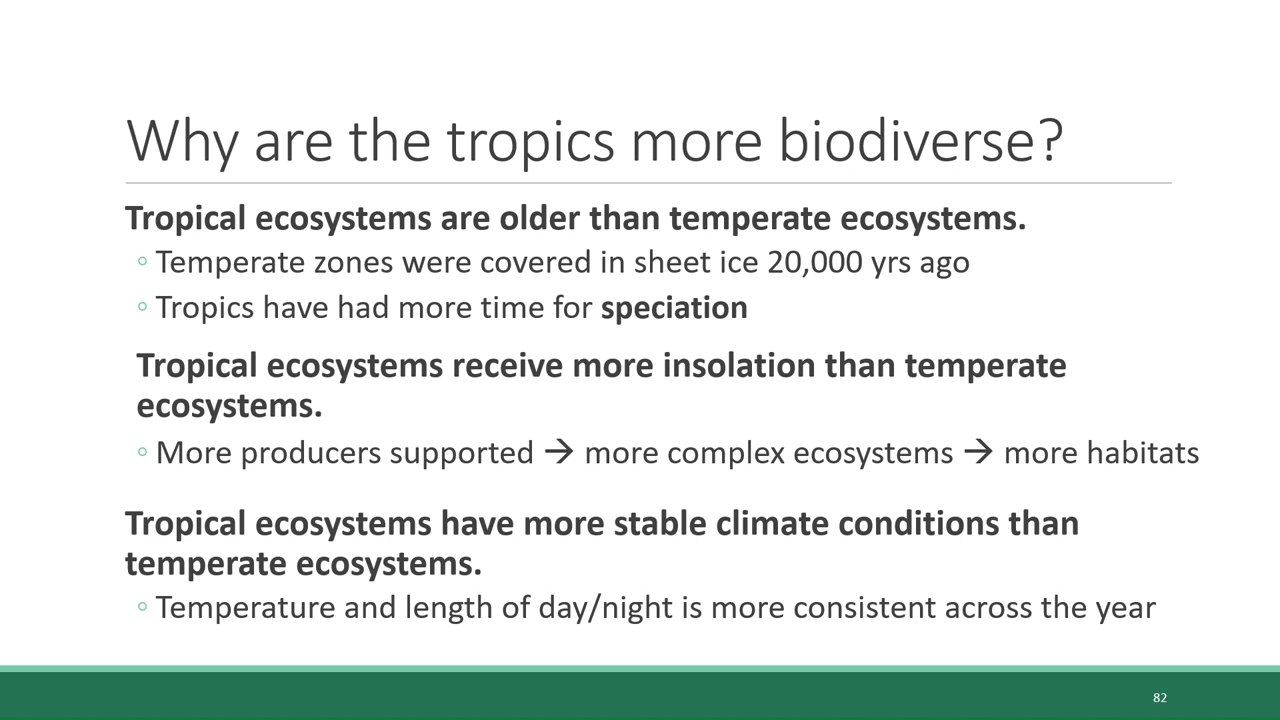 Why are the tropics more biodiverse?
Tropical ecosystems are older than temperate ecosystems.
◦ Temperate zones were covered in sheet ice 20,000 yrs ago
◦ Tropics have had more time for speciation
Tropical ecosystems receive more insolation than temperate
ecosystems.
◦ More producers supported → more complex ecosystems → more habitats
Tropical ecosystems have more stable climate conditions than
temperate ecosystems.
◦ Temperature and length of day/night is more consistent across the year
82